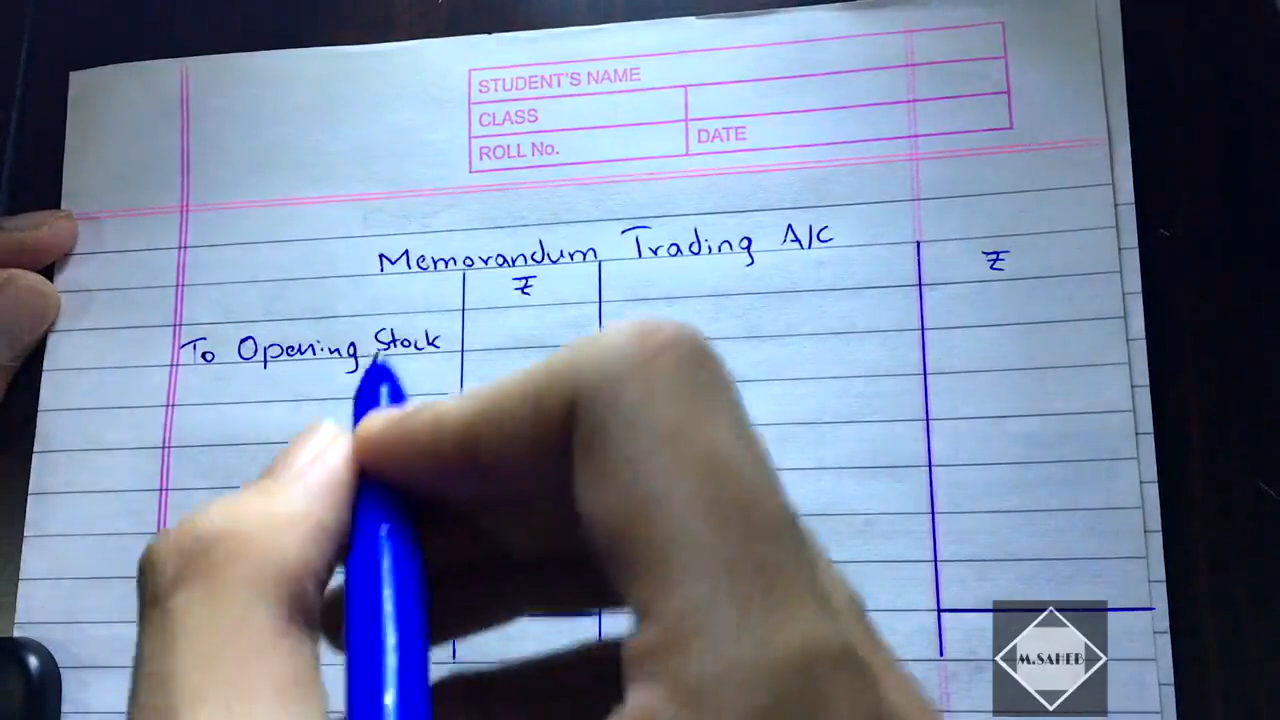 STUDENT'S NAME
CLASS
ROLL No.
DATE
Memorandum Trading A/C
₹ ₹
To Opening Stock
M.SAHEB